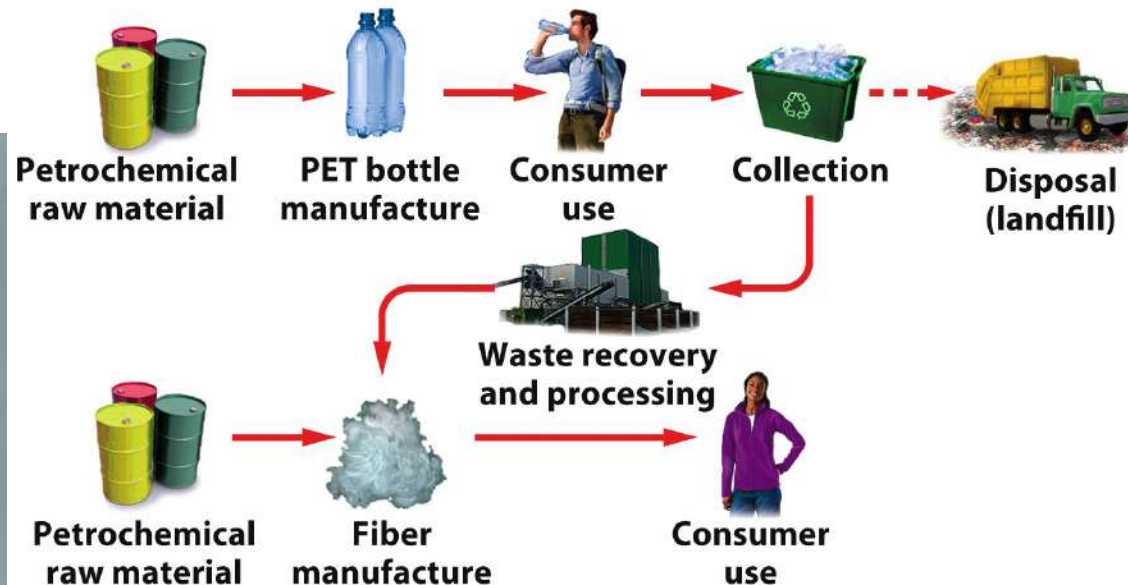 Petrochemical
raw material
PET bottle
manufacture
Consumer
use
Collection
Disposal
(landfill)
Waste recovery
and processing
Petrochemical
raw material
Fiber
manufacture
Consumer
use